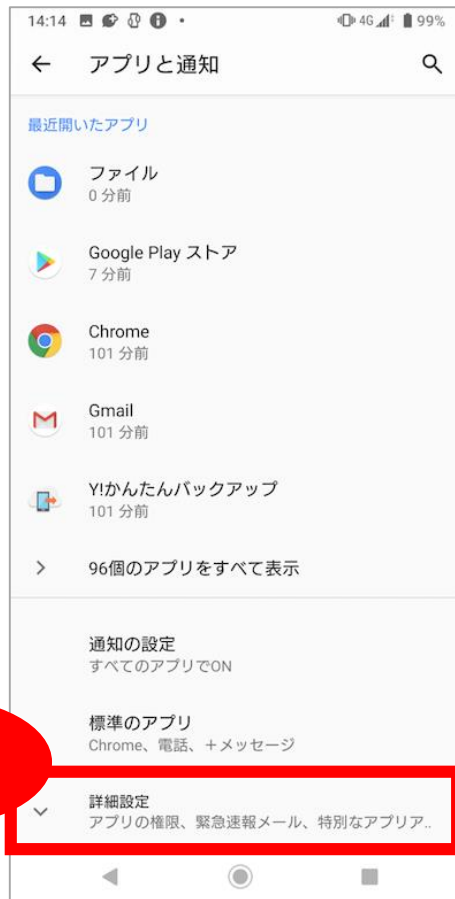 14:14 4G 99%
アプリと通知
最近開いたアプリ
ファイル
0 分前
Google Play ストア
7 分前
Chrome
101 分前
Gmail
101 分前
Y!かんたんバックアップ
101 分前
96個のアプリをすべて表示
通知の設定
すべてのアプリでON
標準のアプリ
Chrome、電話、+メッセージ
詳細設定
アプリの権限、緊急速報メール、特別なアプリア..